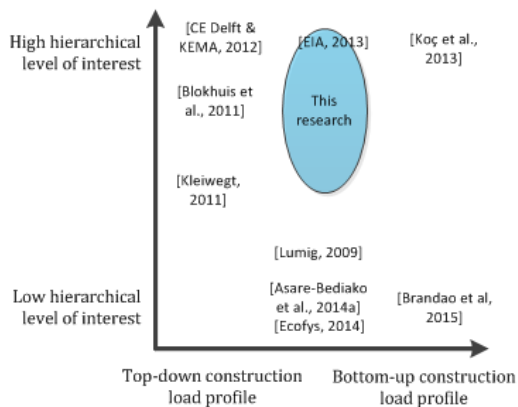 High hierarchical
level of interest
[CE Delft &
KEMA, 2012]
[EIA, 2013]
[Koç et al.,
2013]
[Blokhuis et
al., 2011]
This
research
[Kleiwegt,
2011]
[Lumig, 2009]
Low hierarchical
level of interest
[Asare-Bediako
et al., 2014a]
[Ecofys, 2014]
[Brandao et al,
2015]
Top-down construction
load profile
Bottom-up construction
load profile